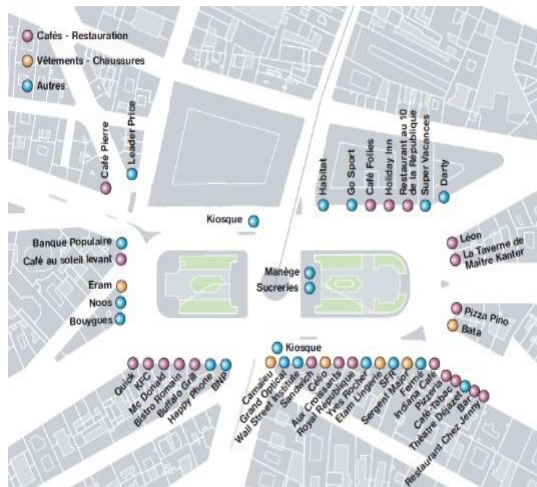 Cafés - Restauration
Vêtements - Chaussures
Autres
Café Pierre
Leader Price
Habitat
Go Sport
Café Folies
Holiday Inn
Restaurant au 10
de la République
Super Vacances
Darty
Kiosque
Banque Populaire
Café au soleil levant
Eram
Noos
Bouygues
Manège
Sucreries
Léon
La Taverne de
Maître Kanter
Pizza Pino
Bata
Kiosque
Quick
KFC
Mc Donald
Bistro Romain
Buffalo Grill
Happy Phone
BNP
Camaïeu
Grand Optical
Wall Street Institute
Sandwich
Celio
Aux Croissants
Royal République
Yves Rocher
Etam Lingerie
SFR
Sergent Major
Fermé
Indiana Café
Pizzeria
Café-Tabac
Théatre Déjazet
Bar
Restaurant Chez Jenny